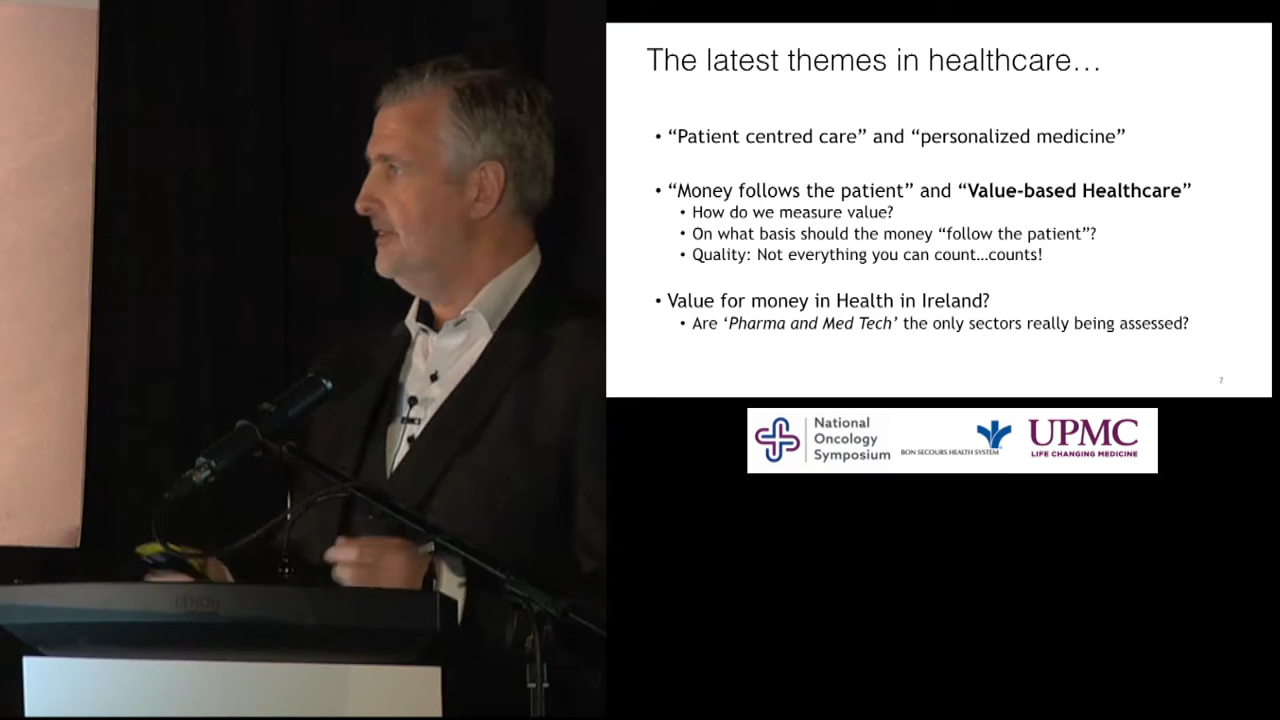 The latest themes in healthcare…
• “Patient centred care” and “personalized medicine”
• “Money follows the patient” and “Value-based Healthcare”
• How do we measure value?
• On what basis should the money “follow the patient”?
• Quality: Not everything you can count…counts!
• Value for money in Health in Ireland?
• Are ‘Pharma and Med Tech’ the only sectors really being assessed?
7
National
Oncology
Symposium
BON SECOURS HEALTH SYSTEM
UPMC
LIFE CHANGING MEDICINE
DENON